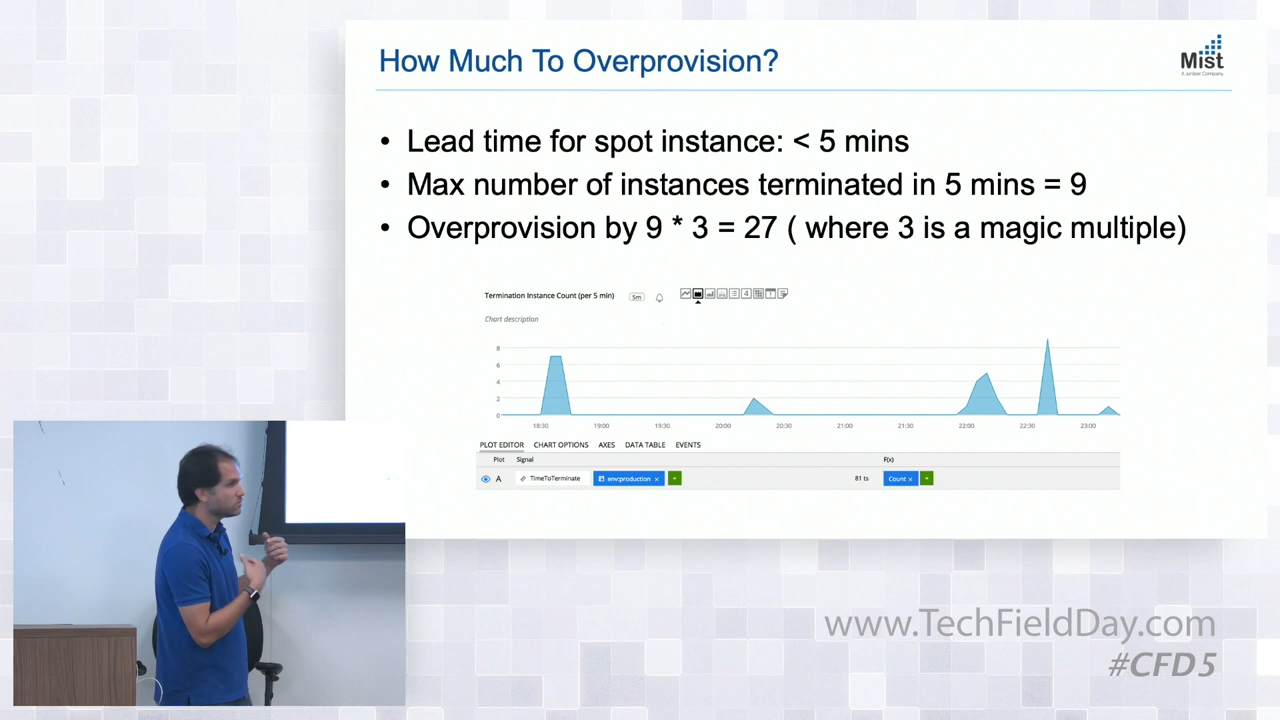 How Much To Overprovision?
Mist
A Juniper Company
• Lead time for spot instance: < 5 mins
• Max number of instances terminated in 5 mins = 9
• Overprovision by 9 * 3 = 27 ( where 3 is a magic multiple)
Termination Instance Count (per 5 min) 5m
Chart description
8
6
4
2
0
18:30 19:00 19:30 20:00 20:30 21:00 21:30 22:00 22:30 23:00
PLOT EDITOR CHART OPTIONS AXES DATA TABLE EVENTS
Plot Signal F(x)
A TimeToTerminate env:production × + 81 ts Count × +
www.TechFieldDay.com
#CFD5